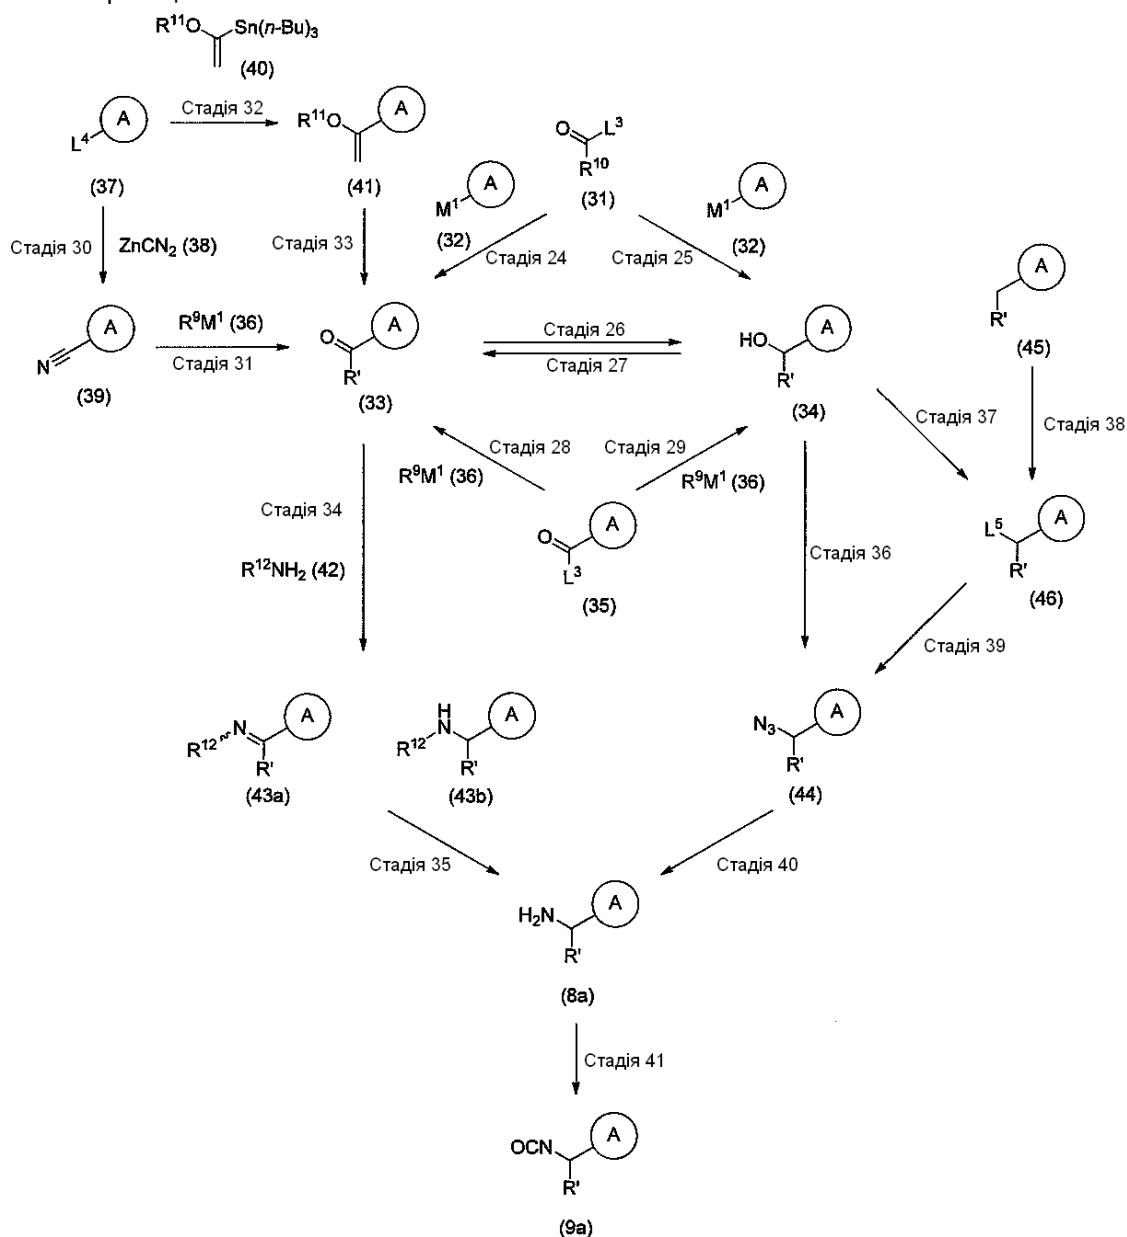 R¹¹O Sn(n-Bu)₃
(40)
A
L⁴
(37)
Стадія 32
R¹¹O A
(41)
O L³
R¹⁰
(31)
M¹ A
(32)
M¹ A
(32)
Стадія 30
ZnCN₂ (38)
Стадія 33
Стадія 24
Стадія 25
A
R'
(45)
N A
(39)
R⁹M¹ (36)
Стадія 31
O A
R'
(33)
Стадія 26
Стадія 27
HO A
R'
(34)
Стадія 37
Стадія 38
Стадія 28
R⁹M¹ (36)
Стадія 29
R⁹M¹ (36)
Стадія 34
R¹²NH₂ (42)
O A
L³
(35)
Стадія 36
L⁵ A
R'
(46)
Стадія 39
R¹² N A
R'
(43a)
R¹² H N A
R'
(43b)
N₃ A
R'
(44)
Стадія 35
Стадія 40
H₂N A
R'
(8a)
Стадія 41
OCN A
R'
(9a)